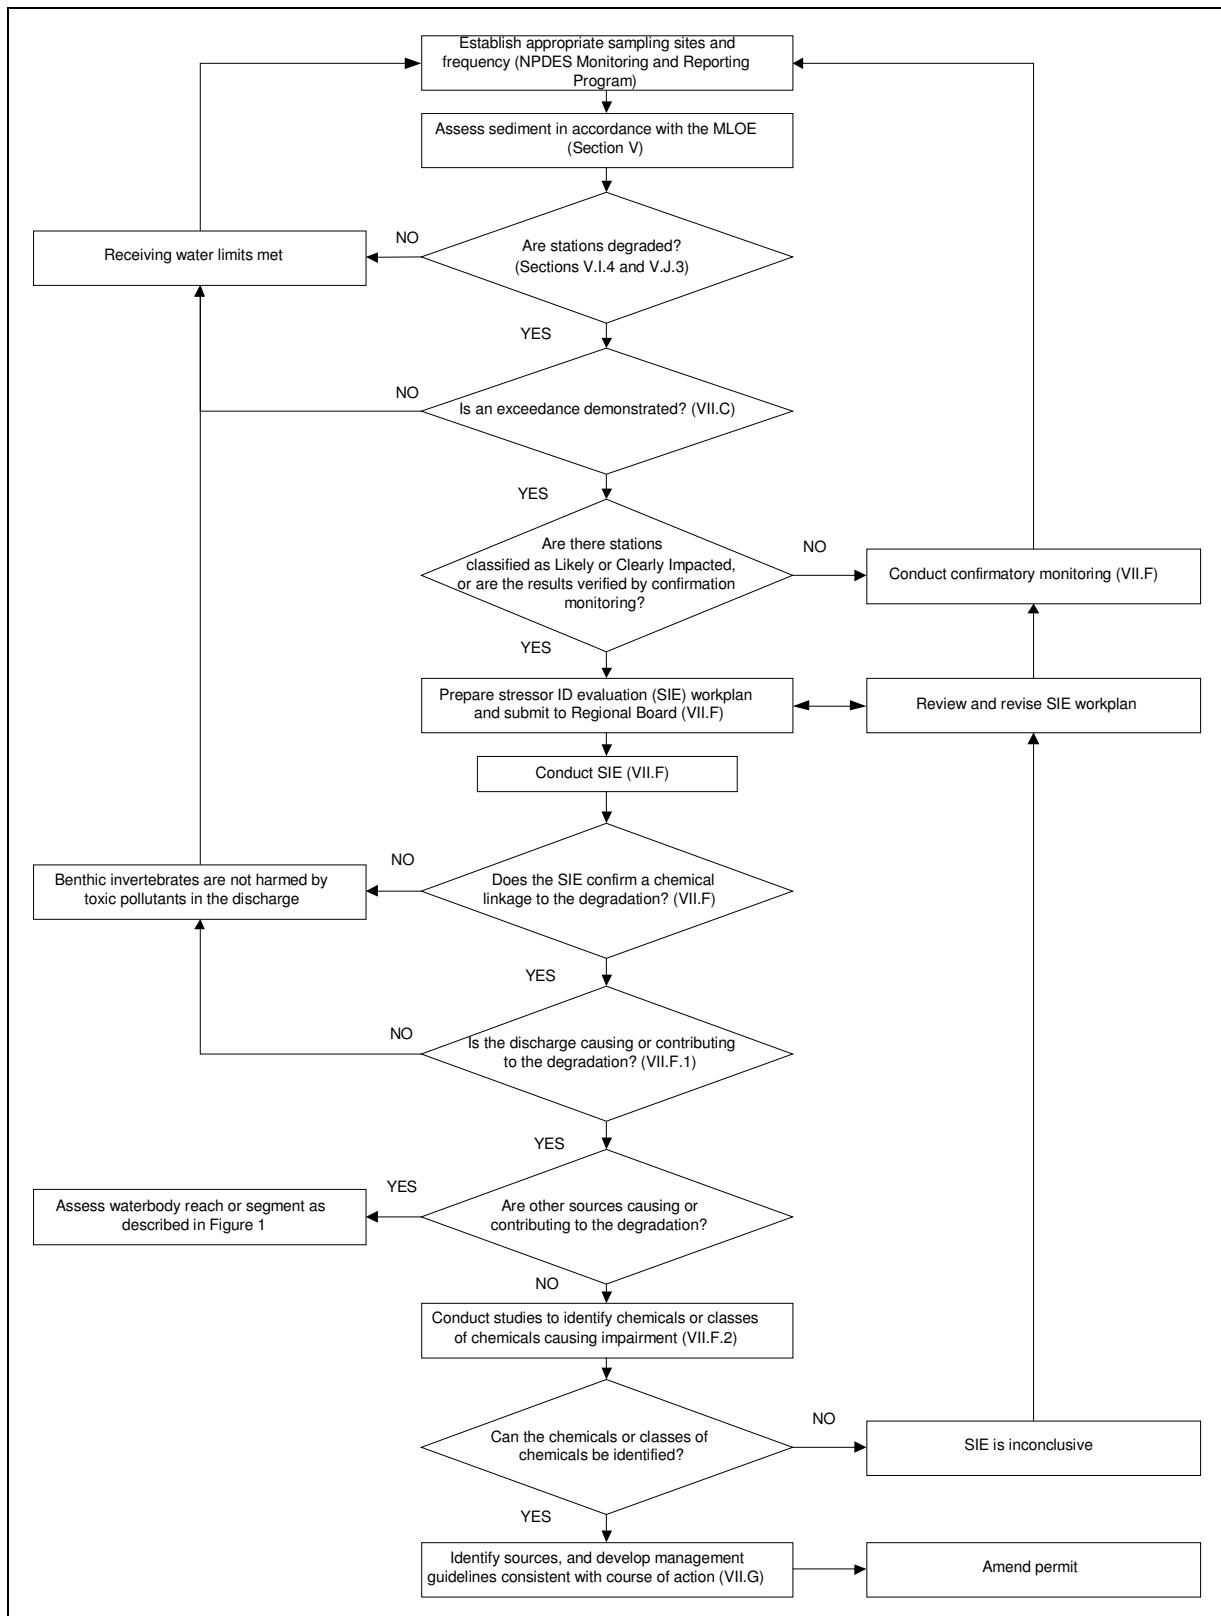 Establish appropriate sampling sites and
frequency (NPDES Monitoring and Reporting
Program)
Assess sediment in accordance with the MLOE
(Section V)
Are stations degraded?
(Sections V.I.4 and V.J.3)
NO
Receiving water limits met
YES
Is an exceedance demonstrated? (VII.C)
NO
YES
Are there stations
classified as Likely or Clearly Impacted,
or are the results verified by confirmation
monitoring?
NO
Conduct confirmatory monitoring (VII.F)
YES
Prepare stressor ID evaluation (SIE) workplan
and submit to Regional Board (VII.F)
Review and revise SIE workplan
Conduct SIE (VII.F)
Does the SIE confirm a chemical
linkage to the degradation? (VII.F)
NO
Benthic invertebrates are not harmed by
toxic pollutants in the discharge
YES
Is the discharge causing or contributing
to the degradation? (VII.F.1)
NO
YES
Are other sources causing or
contributing to the degradation?
YES
Assess waterbody reach or segment as
described in Figure 1
NO
Conduct studies to identify chemicals or classes
of chemicals causing impairment (VII.F.2)
Can the chemicals or classes of
chemicals be identified?
NO
SIE is inconclusive
YES
Identify sources, and develop management
guidelines consistent with course of action (VII.G)
Amend permit